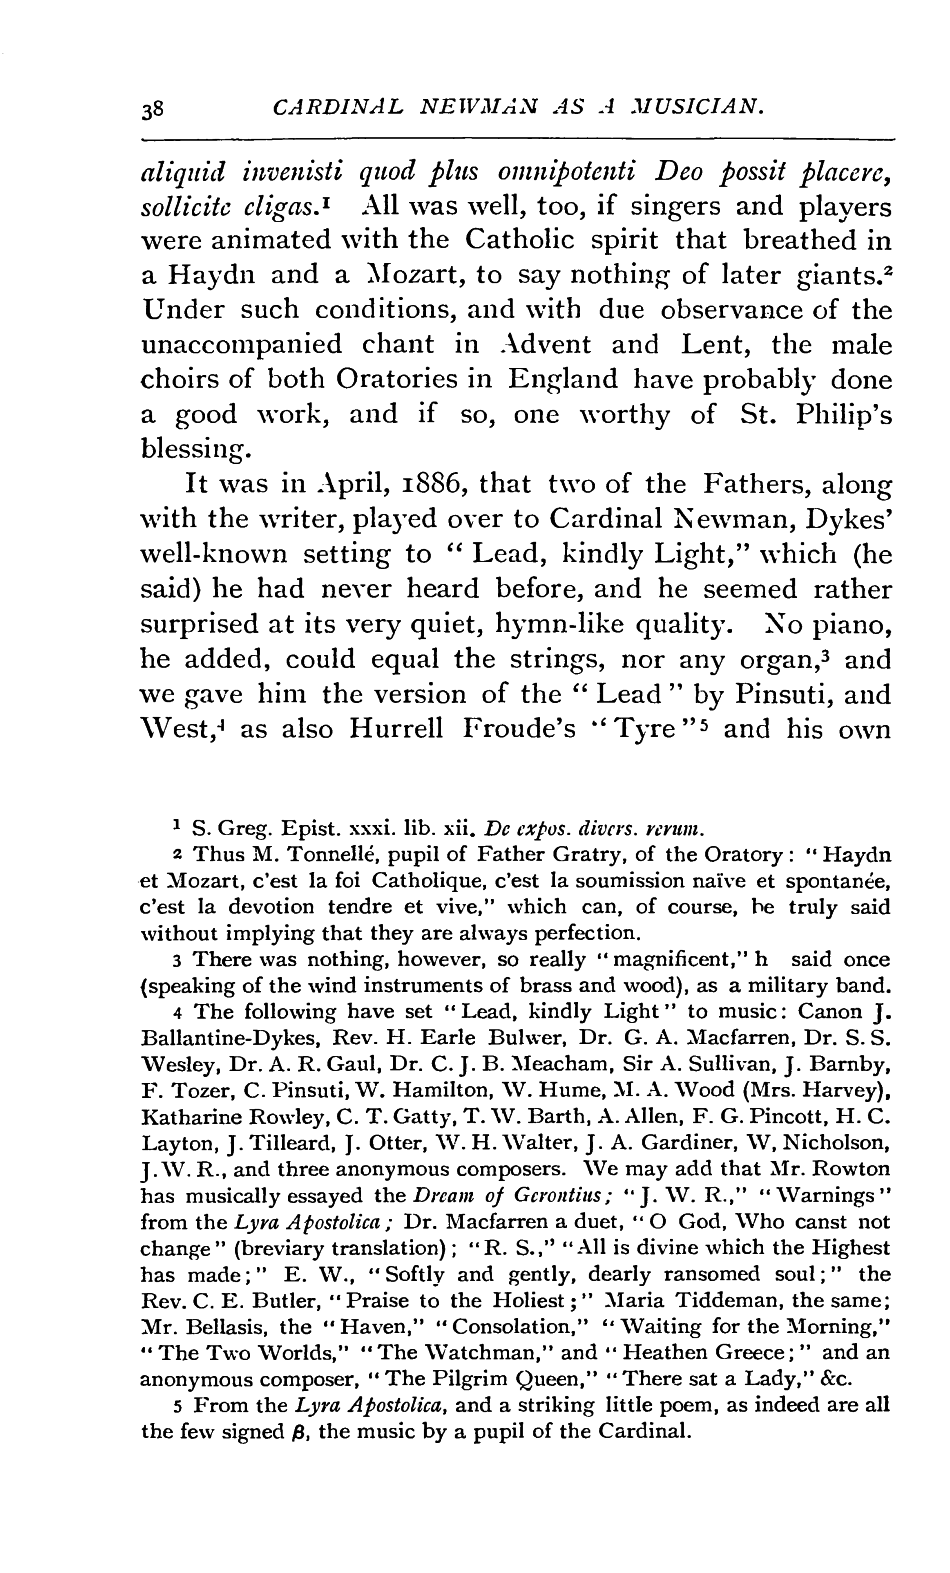 38 CARDINAL NEWMAN AS A MUSICIAN.
aliquid invenisti quod plus omnipotenti Deo possit placere,
sollicite eligas.¹ All was well, too, if singers and players
were animated with the Catholic spirit that breathed in
a Haydn and a Mozart, to say nothing of later giants.²
Under such conditions, and with due observance of the
unaccompanied chant in Advent and Lent, the male
choirs of both Oratories in England have probably done
a good work, and if so, one worthy of St. Philip's
blessing.
It was in April, 1886, that two of the Fathers, along
with the writer, played over to Cardinal Newman, Dykes'
well-known setting to "Lead, kindly Light," which (he
said) he had never heard before, and he seemed rather
surprised at its very quiet, hymn-like quality. No piano,
he added, could equal the strings, nor any organ,³ and
we gave him the version of the "Lead" by Pinsuti, and
West,⁴ as also Hurrell Froude's "Tyre"⁵ and his own
1 S. Greg. Epist. xxxi. lib. xii. De expos. divers. rerum.
2 Thus M. Tonnellé, pupil of Father Gratry, of the Oratory: "Haydn
et Mozart, c'est la foi Catholique, c'est la soumission naïve et spontanée,
c'est la devotion tendre et vive," which can, of course, be truly said
without implying that they are always perfection.
3 There was nothing, however, so really "magnificent," h said once
(speaking of the wind instruments of brass and wood), as a military band.
4 The following have set "Lead, kindly Light" to music: Canon J.
Ballantine-Dykes, Rev. H. Earle Bulwer, Dr. G. A. Macfarren, Dr. S. S.
Wesley, Dr. A. R. Gaul, Dr. C. J. B. Meacham, Sir A. Sullivan, J. Barnby,
F. Tozer, C. Pinsuti, W. Hamilton, W. Hume, M. A. Wood (Mrs. Harvey),
Katharine Rowley, C. T. Gatty, T. W. Barth, A. Allen, F. G. Pincott, H. C.
Layton, J. Tilleard, J. Otter, W. H. Walter, J. A. Gardiner, W, Nicholson,
J. W. R., and three anonymous composers. We may add that Mr. Rowton
has musically essayed the Dream of Gerontius; "J. W. R.," "Warnings"
from the Lyra Apostolica; Dr. Macfarren a duet, "O God, Who canst not
change" (breviary translation); "R. S.," "All is divine which the Highest
has made;" E. W., "Softly and gently, dearly ransomed soul;" the
Rev. C. E. Butler, "Praise to the Holiest;" Maria Tiddeman, the same;
Mr. Bellasis, the "Haven," "Consolation," "Waiting for the Morning,"
"The Two Worlds," "The Watchman," and "Heathen Greece;" and an
anonymous composer, "The Pilgrim Queen," "There sat a Lady," &c.
5 From the Lyra Apostolica, and a striking little poem, as indeed are all
the few signed β, the music by a pupil of the Cardinal.